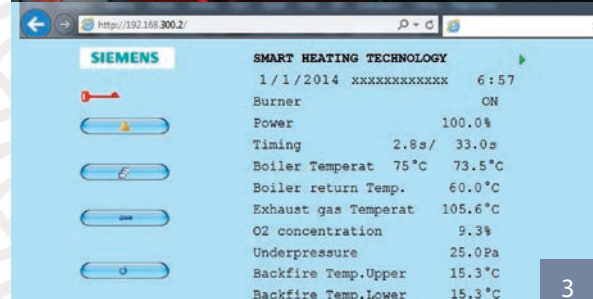 http://192.168.300.2/
SIEMENS
SMART HEATING TECHNOLOGY
1/1/2014 xxxxxxxxxxxx 6:57
Burner ON
Power 100.0%
Timing 2.8s/ 33.0s
Boiler Temperat 75°C 73.5°C
Boiler return Temp. 60.0°C
Exhaust gas Temperat 105.6°C
O2 concentration 9.3%
Underpressure 25.0Pa
Backfire Temp.Upper 15.3°C
Backfire Temp.Lower 15.3°C
3